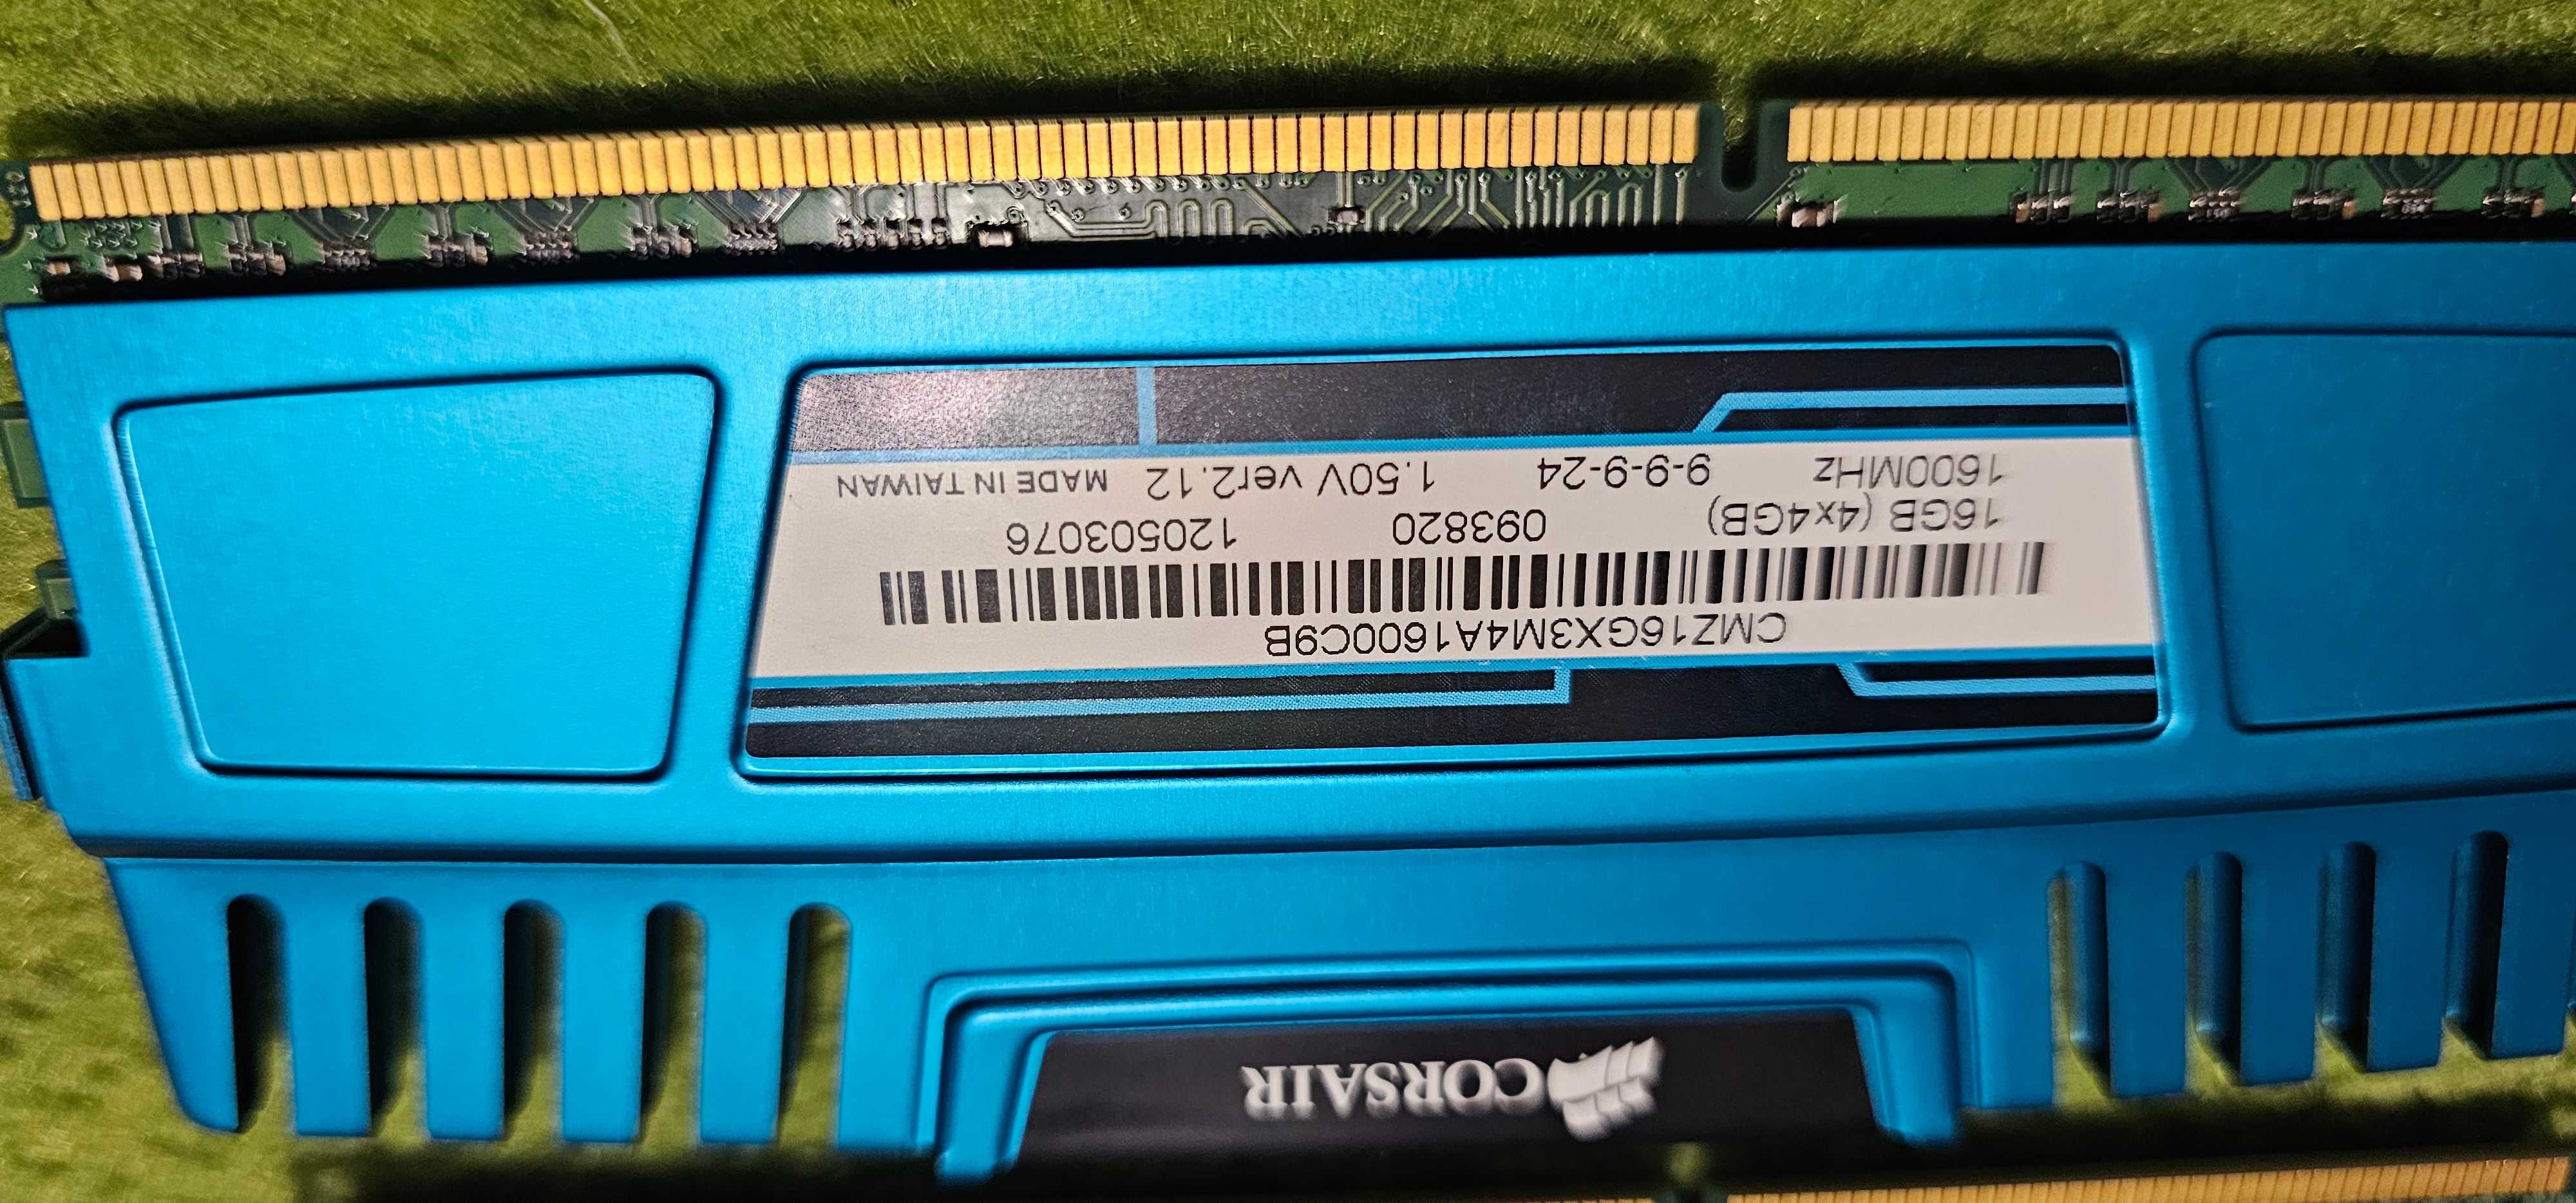 CORSAIR
CMZ16GX3M4A1600C9B
16GB (4x4GB) 093820 120503076
1600MHz 9-9-9-24 1.50V ver2.12 MADE IN TAIWAN